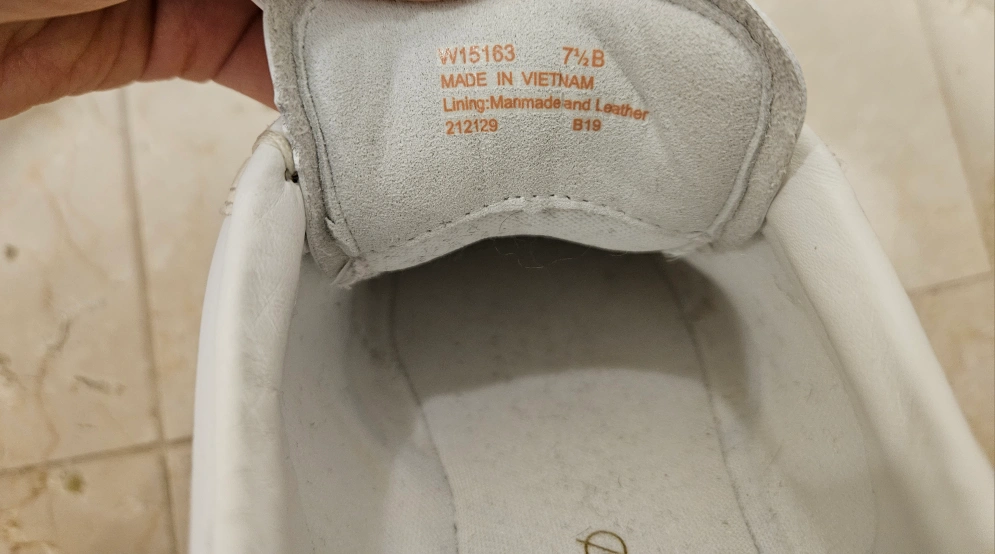 W15163 7½B
MADE IN VIETNAM
Lining:Manmade and Leather
212129 B19